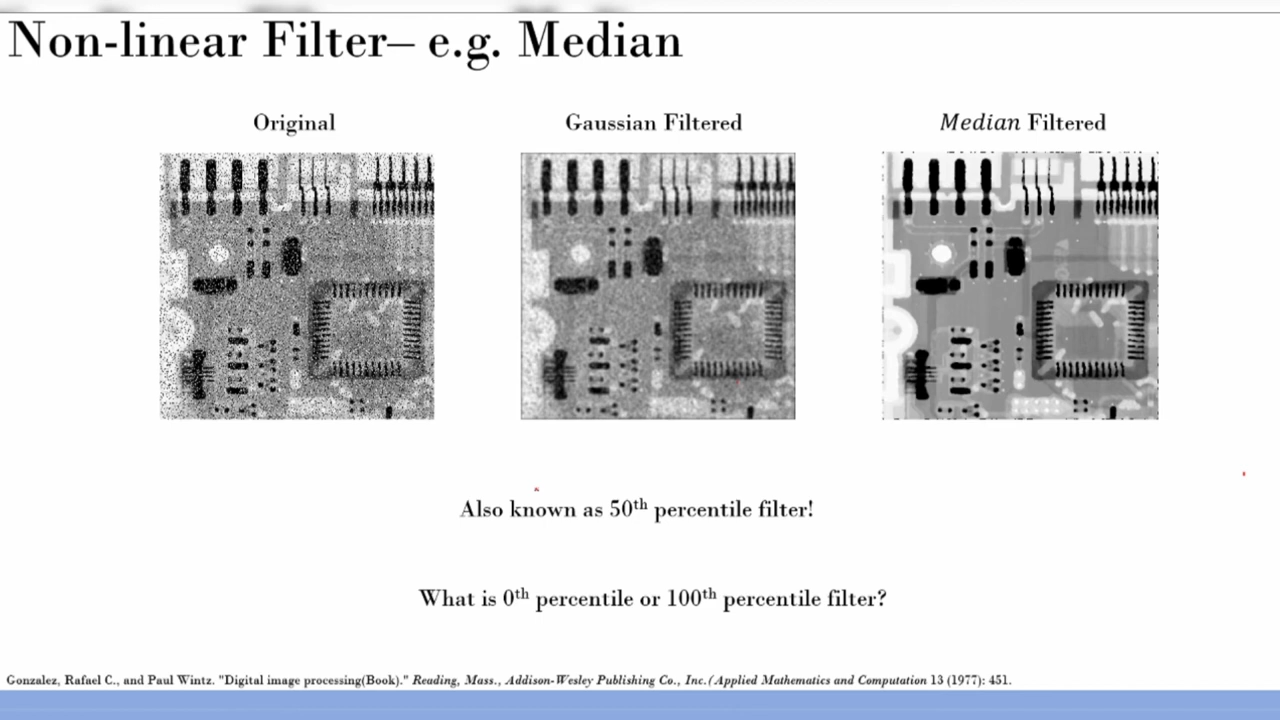 Non-linear Filter– e.g. Median
Original
Gaussian Filtered
Median Filtered
Also known as 50th percentile filter!
What is 0th percentile or 100th percentile filter?
Gonzalez, Rafael C., and Paul Wintz. "Digital image processing(Book)." Reading, Mass., Addison-Wesley Publishing Co., Inc.(Applied Mathematics and Computation 13 (1977): 451.